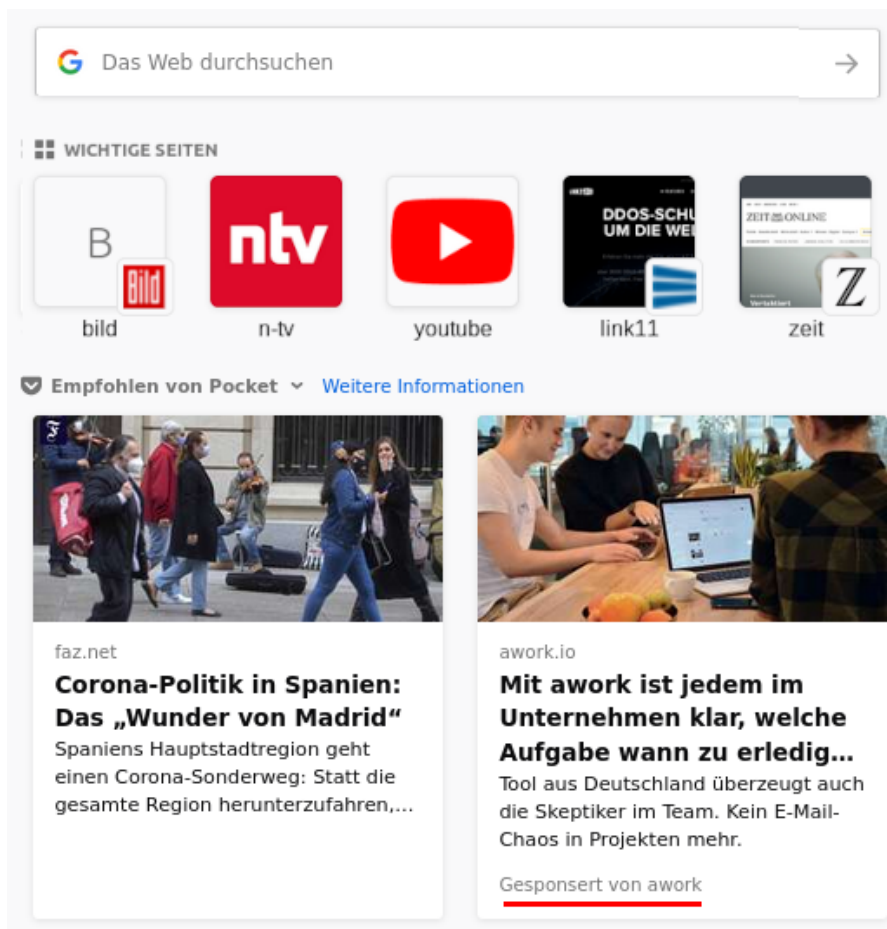 Das Web durchsuchen
WICHTIGE SEITEN
B
Bild
ntv
DDOS-SCHU
UM DIE WEL
ZEIT ONLINE
Z
bild
n-tv
youtube
link11
zeit
Empfohlen von Pocket
Weitere Informationen
faz.net
Corona-Politik in Spanien:
Das „Wunder von Madrid“
Spaniens Hauptstadtregion geht
einen Corona-Sonderweg: Statt die
gesamte Region herunterzufahren,...
awork.io
Mit awork ist jedem im
Unternehmen klar, welche
Aufgabe wann zu erledig...
Tool aus Deutschland überzeugt auch
die Skeptiker im Team. Kein E-Mail-
Chaos in Projekten mehr.
Gesponsert von awork